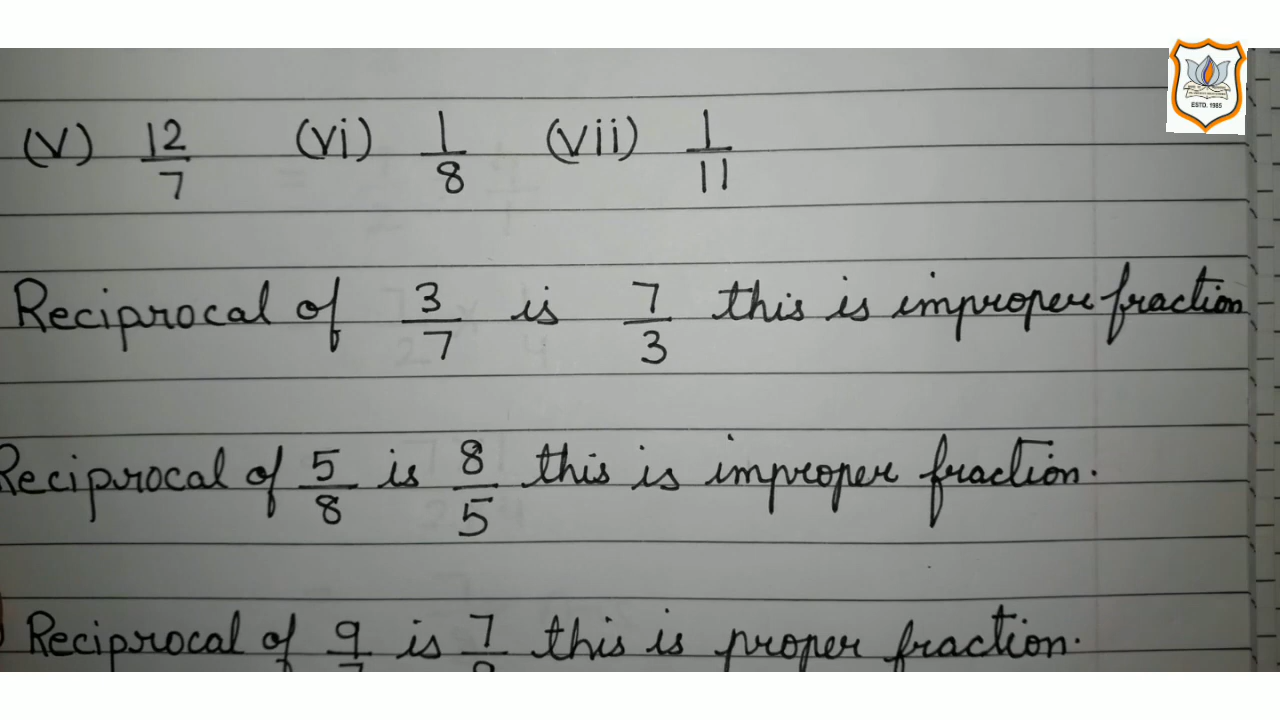 ESTD. 1985
(v) 12/7 (vi) 1/8 (vii) 1/11
Reciprocal of 3/7 is 7/3 this is improper fraction
Reciprocal of 5/8 is 8/5 this is improper fraction.
Reciprocal of 9/7 is 7/9 this is proper fraction.